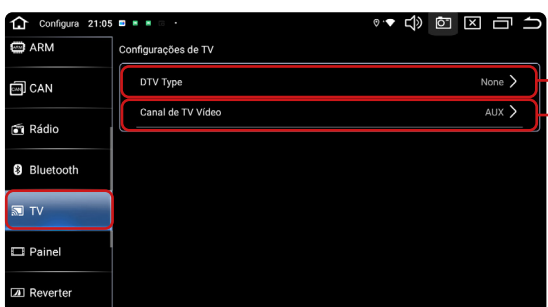 Configura 21:05
ARM
Configurações de TV
DTV Type None
CAN
Canal de TV Vídeo AUX
Rádio
Bluetooth
TV
Painel
Reverter